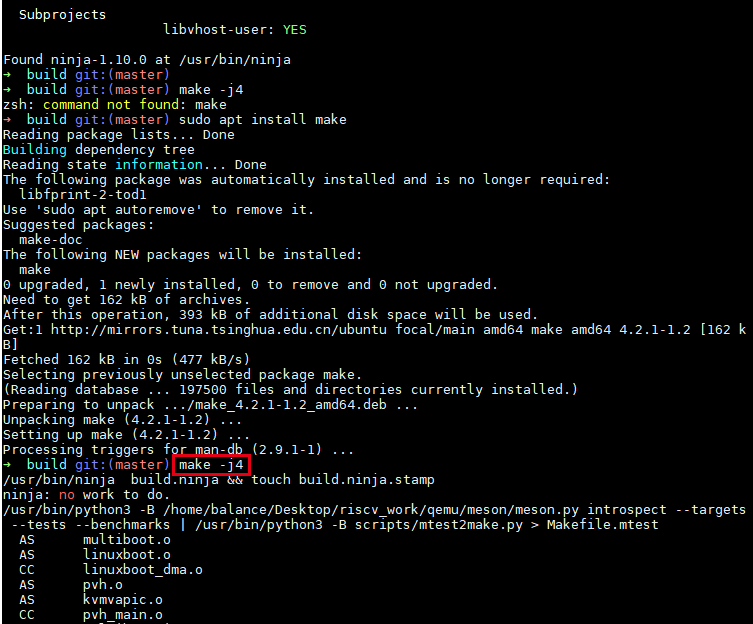 Subprojects
libvhost-user: YES
Found ninja-1.10.0 at /usr/bin/ninja
➜  build git:(master)
➜  build git:(master) make -j4
zsh: command not found: make
➜  build git:(master) sudo apt install make
Reading package lists... Done
Building dependency tree
Reading state information... Done
The following package was automatically installed and is no longer required:
libfprint-2-tod1
Use 'sudo apt autoremove' to remove it.
Suggested packages:
make-doc
The following NEW packages will be installed:
make
0 upgraded, 1 newly installed, 0 to remove and 0 not upgraded.
Need to get 162 kB of archives.
After this operation, 393 kB of additional disk space will be used.
Get:1 http://mirrors.tuna.tsinghua.edu.cn/ubuntu focal/main amd64 make amd64 4.2.1-1.2 [162 k
B]
Fetched 162 kB in 0s (477 kB/s)
Selecting previously unselected package make.
(Reading database ... 197500 files and directories currently installed.)
Preparing to unpack .../make_4.2.1-1.2_amd64.deb ...
Unpacking make (4.2.1-1.2) ...
Setting up make (4.2.1-1.2) ...
Processing triggers for man-db (2.9.1-1) ...
➜  build git:(master) make -j4
/usr/bin/ninja  build.ninja && touch build.ninja.stamp
ninja: no work to do.
/usr/bin/python3 -B /home/balance/Desktop/riscv_work/qemu/meson/meson.py introspect --targets
--tests --benchmarks | /usr/bin/python3 -B scripts/mtest2make.py > Makefile.mtest
AS      multiboot.o
AS      linuxboot.o
CC      linuxboot_dma.o
AS      pvh.o
AS      kvmvapic.o
CC      pvh_main.o